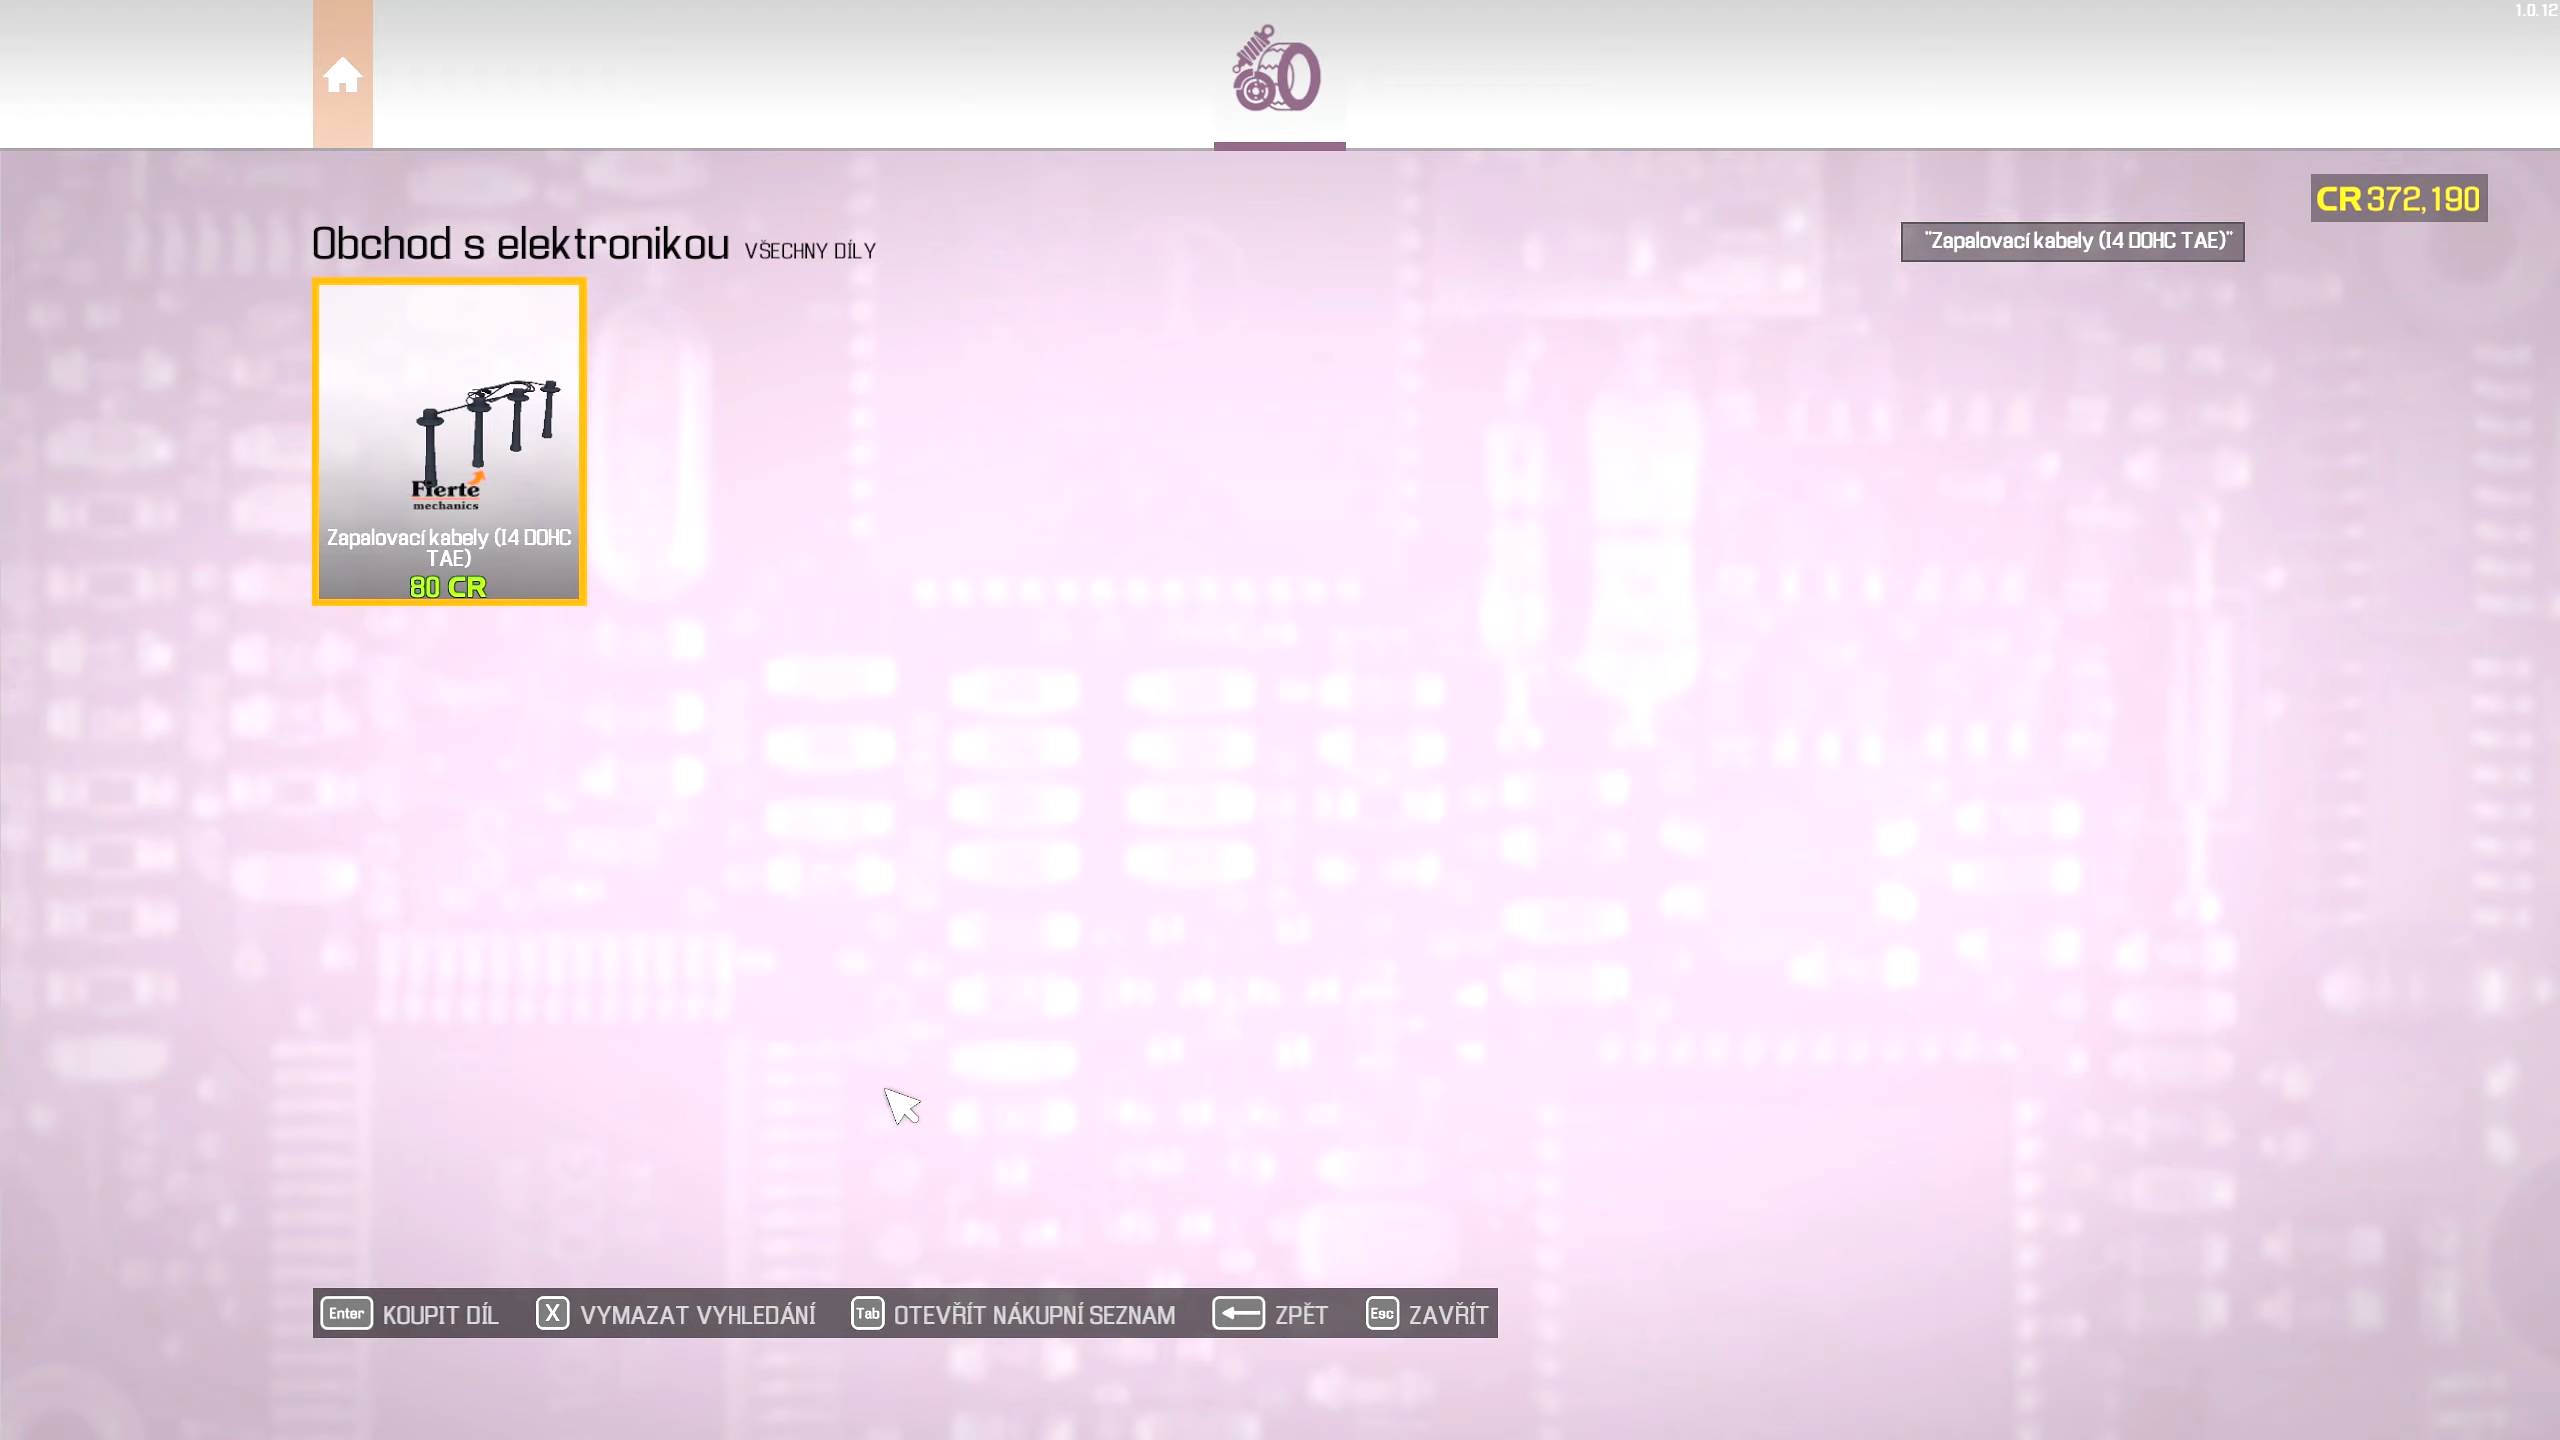 1.0.12
CR 372,190
Obchod s elektronikou VŠECHNY DÍLY
"Zapalovací kabely (I4 DOHC TAE)"
Fierte
mechanics
Zapalovací kabely (I4 DOHC
TAE)
80 CR
Enter KOUPIT DÍL X VYMAZAT VYHLEDÁNÍ Tab OTEVŘÍT NÁKUPNÍ SEZNAM ZPĚT Esc ZAVŘÍT